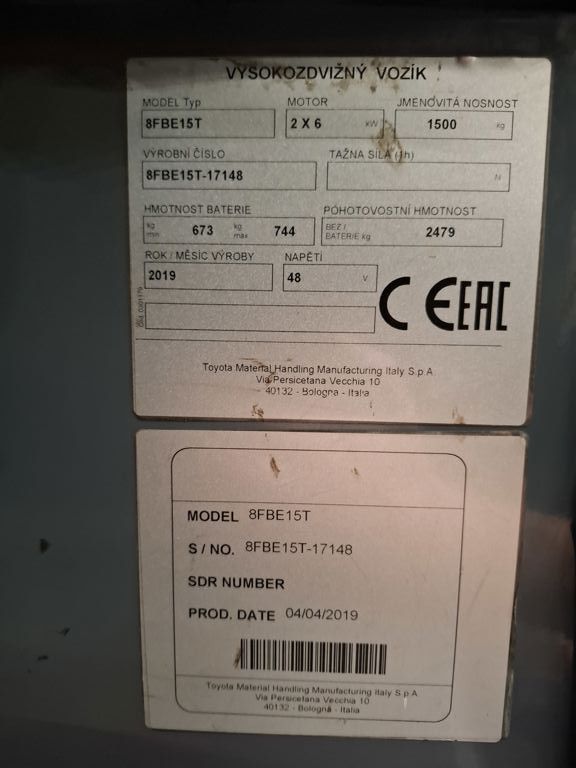 VYSOKOZDVIŽNÝ VOZÍK
MODEL Typ MOTOR JMENOVITÁ NOSNOST
8FBE15T 2 X 6 kW 1500 kg
VÝROBNÍ ČÍSLO TAŽNÁ SÍLA (1h)
8FBE15T-17148 N
HMOTNOST BATERIE POHOTOVOSTNÍ HMOTNOST
kg min 673 kg max 744 BEZ / BATERIE kg 2479
ROK / MĚSÍC VÝROBY NAPĚTÍ
2019 48 V
CE EAC
Toyota Material Handling Manufacturing Italy S.p.A.
Via Persicetana Vecchia 10
40132 - Bologna - Italia
MODEL 8FBE15T
S / NO. 8FBE15T-17148
SDR NUMBER
PROD. DATE 04/04/2019
Toyota Material Handling Manufacturing Italy S.p.A.
Via Persicetana Vecchia 10
40132 - Bologna - Italia